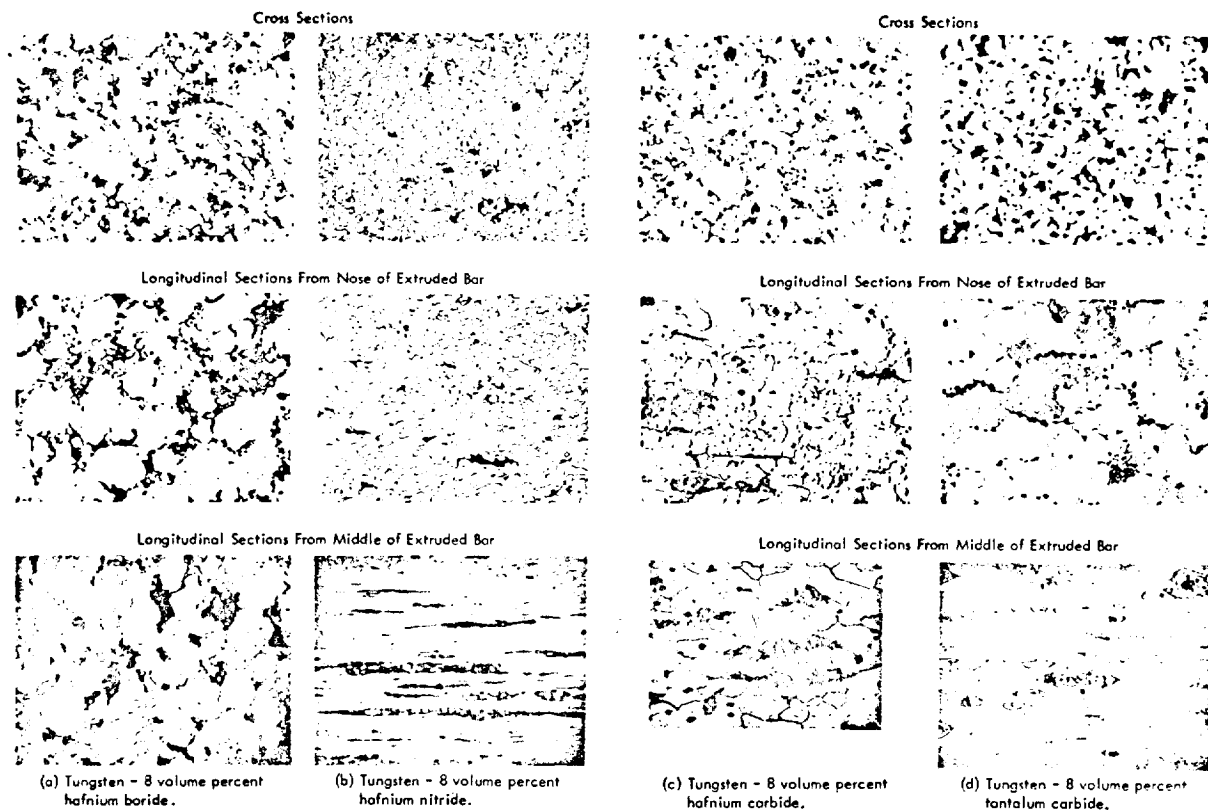 Cross Sections
Cross Sections
Longitudinal Sections From Nose of Extruded Bar
Longitudinal Sections From Nose of Extruded Bar
Longitudinal Sections From Middle of Extruded Bar
Longitudinal Sections From Middle of Extruded Bar
(a) Tungsten - 8 volume percent
hafnium boride.
(b) Tungsten - 8 volume percent
hafnium nitride.
(c) Tungsten - 8 volume percent
hafnium carbide.
(d) Tungsten - 8 volume percent
tantalum carbide.